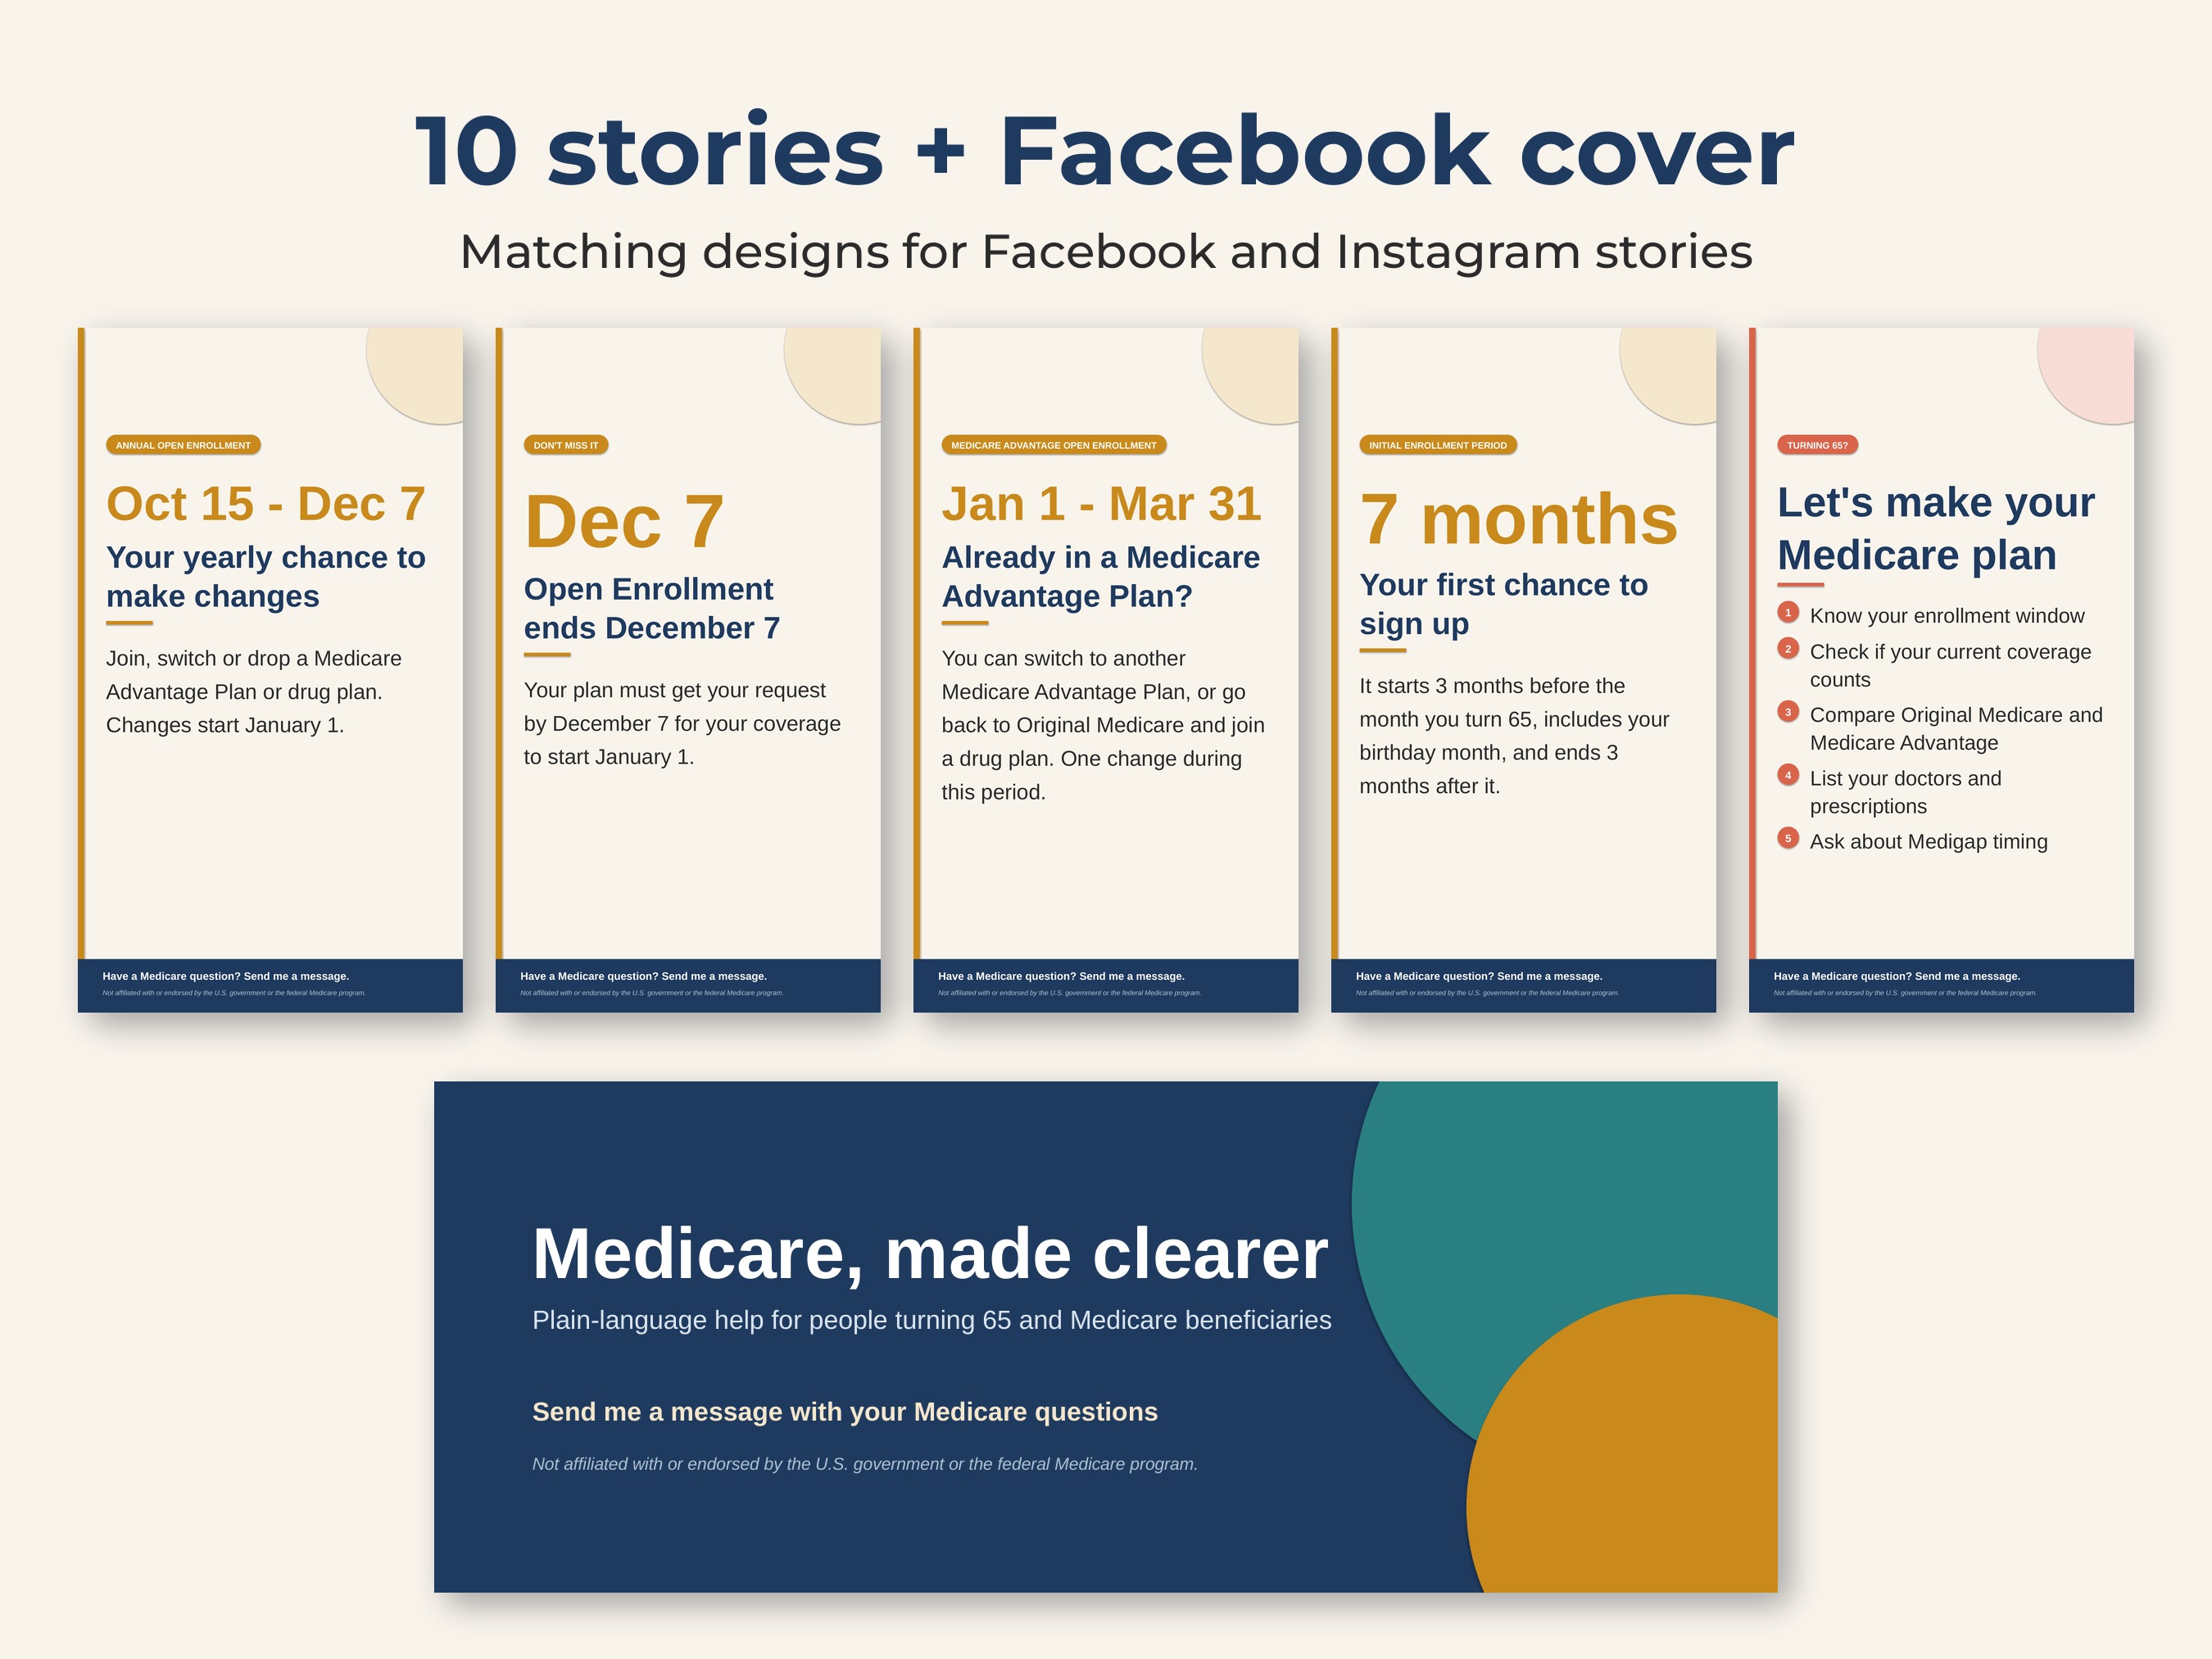 10 stories + Facebook cover
Matching designs for Facebook and Instagram stories
ANNUAL OPEN ENROLLMENT
Oct 15 - Dec 7
Your yearly chance to
make changes
Join, switch or drop a Medicare
Advantage Plan or drug plan.
Changes start January 1.
Have a Medicare question? Send me a message.
Not affiliated with or endorsed by the U.S. government or the federal Medicare program.
DON'T MISS IT
Dec 7
Open Enrollment
ends December 7
Your plan must get your request
by December 7 for your coverage
to start January 1.
Have a Medicare question? Send me a message.
Not affiliated with or endorsed by the U.S. government or the federal Medicare program.
MEDICARE ADVANTAGE OPEN ENROLLMENT
Jan 1 - Mar 31
Already in a Medicare
Advantage Plan?
You can switch to another
Medicare Advantage Plan, or go
back to Original Medicare and join
a drug plan. One change during
this period.
Have a Medicare question? Send me a message.
Not affiliated with or endorsed by the U.S. government or the federal Medicare program.
INITIAL ENROLLMENT PERIOD
7 months
Your first chance to
sign up
It starts 3 months before the
month you turn 65, includes your
birthday month, and ends 3
months after it.
Have a Medicare question? Send me a message.
Not affiliated with or endorsed by the U.S. government or the federal Medicare program.
TURNING 65?
Let's make your
Medicare plan
1 Know your enrollment window
2 Check if your current coverage
counts
3 Compare Original Medicare and
Medicare Advantage
4 List your doctors and
prescriptions
5 Ask about Medigap timing
Have a Medicare question? Send me a message.
Not affiliated with or endorsed by the U.S. government or the federal Medicare program.
Medicare, made clearer
Plain-language help for people turning 65 and Medicare beneficiaries
Send me a message with your Medicare questions
Not affiliated with or endorsed by the U.S. government or the federal Medicare program.